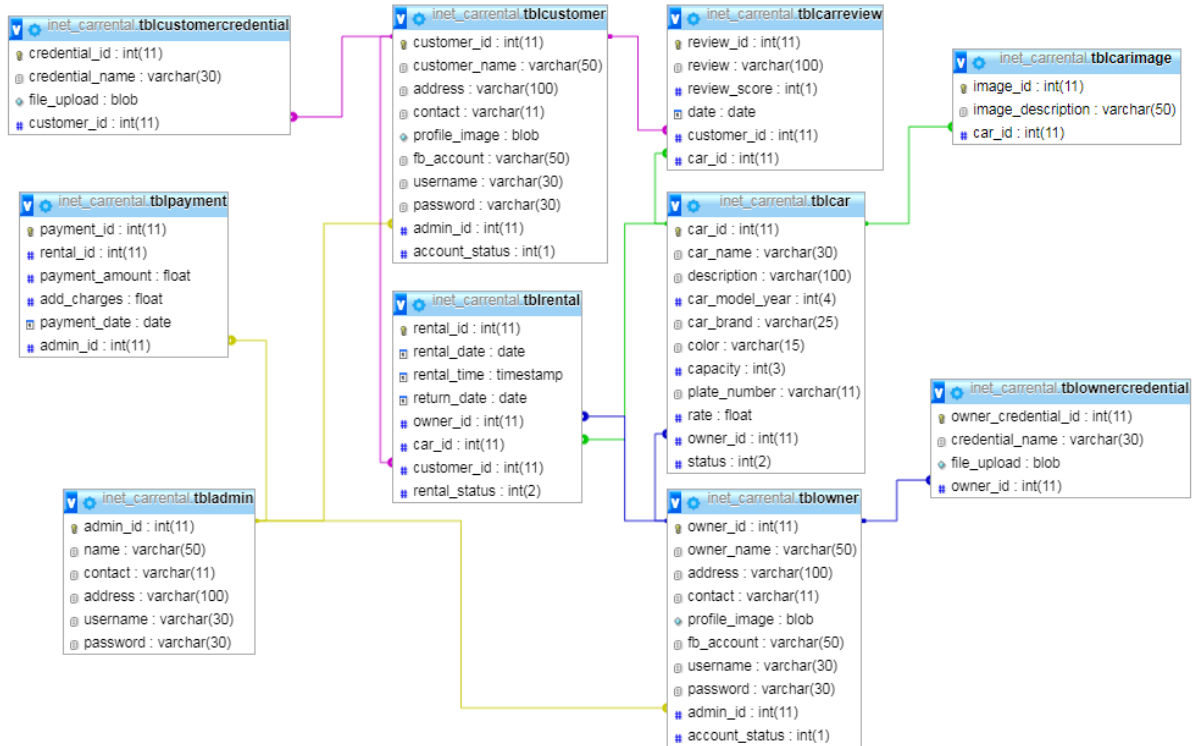 inet_carrental.tblcustomercredential
credential_id : int(11)
credential_name : varchar(30)
file_upload : blob
customer_id : int(11)
inet_carrental.tblcustomer
customer_id : int(11)
customer_name : varchar(50)
address : varchar(100)
contact : varchar(11)
profile_image : blob
fb_account : varchar(50)
username : varchar(30)
password : varchar(30)
admin_id : int(11)
account_status : int(1)
inet_carrental.tblcarreview
review_id : int(11)
review : varchar(100)
review_score : int(1)
date : date
customer_id : int(11)
car_id : int(11)
inet_carrental.tblcarimage
image_id : int(11)
image_description : varchar(50)
car_id : int(11)
inet_carrental.tblpayment
payment_id : int(11)
rental_id : int(11)
payment_amount : float
add_charges : float
payment_date : date
admin_id : int(11)
inet_carrental.tblrental
rental_id : int(11)
rental_date : date
rental_time : timestamp
return_date : date
owner_id : int(11)
car_id : int(11)
customer_id : int(11)
rental_status : int(2)
inet_carrental.tblcar
car_id : int(11)
car_name : varchar(30)
description : varchar(100)
car_model_year : int(4)
car_brand : varchar(25)
color : varchar(15)
capacity : int(3)
plate_number : varchar(11)
rate : float
owner_id : int(11)
status : int(2)
inet_carrental.tblownercredential
owner_credential_id : int(11)
credential_name : varchar(30)
file_upload : blob
owner_id : int(11)
inet_carrental.tbladmin
admin_id : int(11)
name : varchar(50)
contact : varchar(11)
address : varchar(100)
username : varchar(30)
password : varchar(30)
inet_carrental.tblowner
owner_id : int(11)
owner_name : varchar(50)
address : varchar(100)
contact : varchar(11)
profile_image : blob
fb_account : varchar(50)
username : varchar(30)
password : varchar(30)
admin_id : int(11)
account_status : int(1)